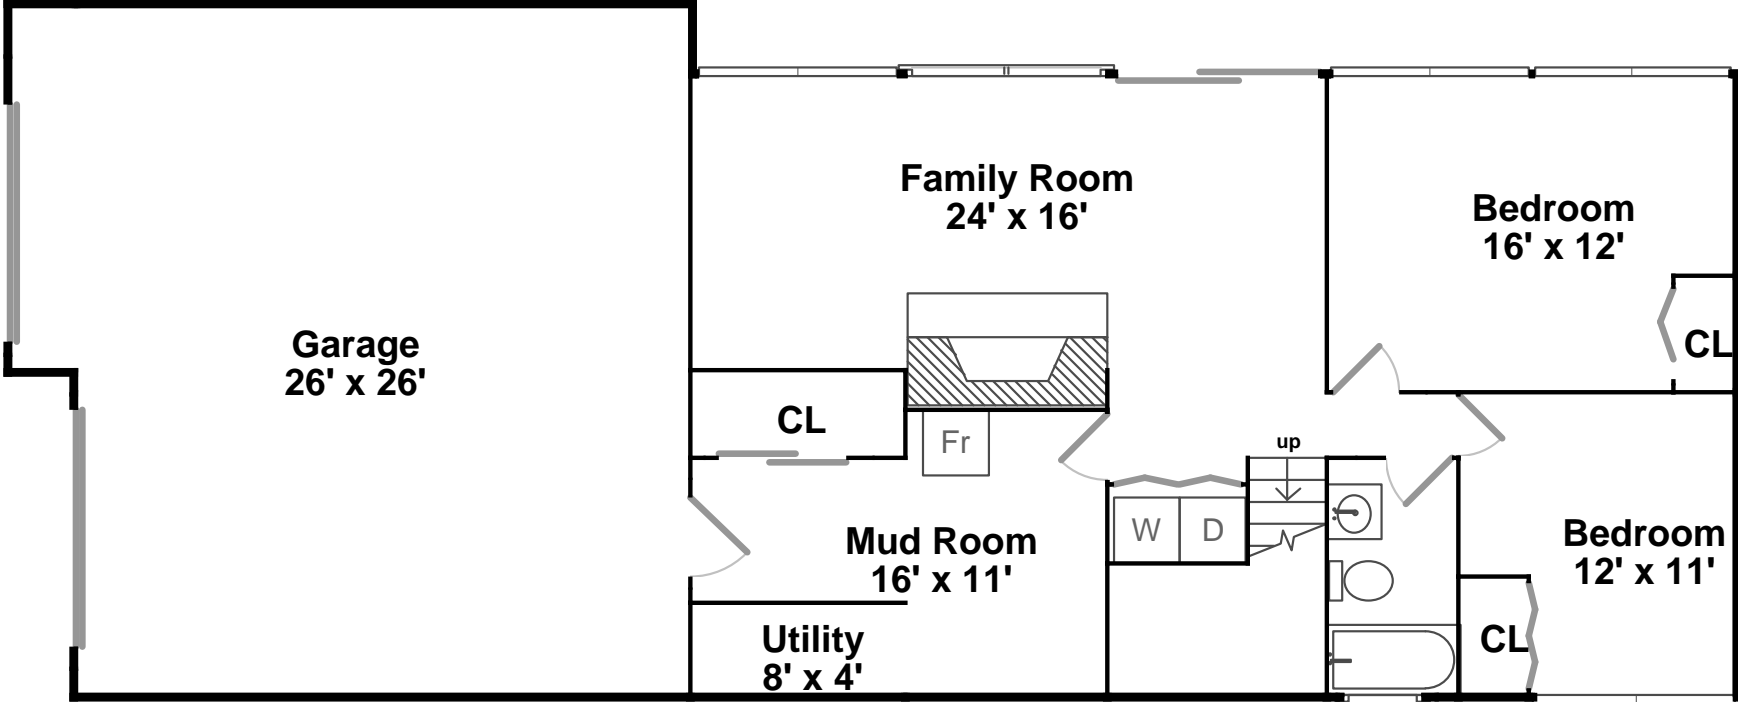 Family Room
24' x 16'
Bedroom
16' x 12'
Garage
26' x 26'
CL
CL
Fr
up
W
D
Mud Room
16' x 11'
Bedroom
12' x 11'
Utility
8' x 4'
CL